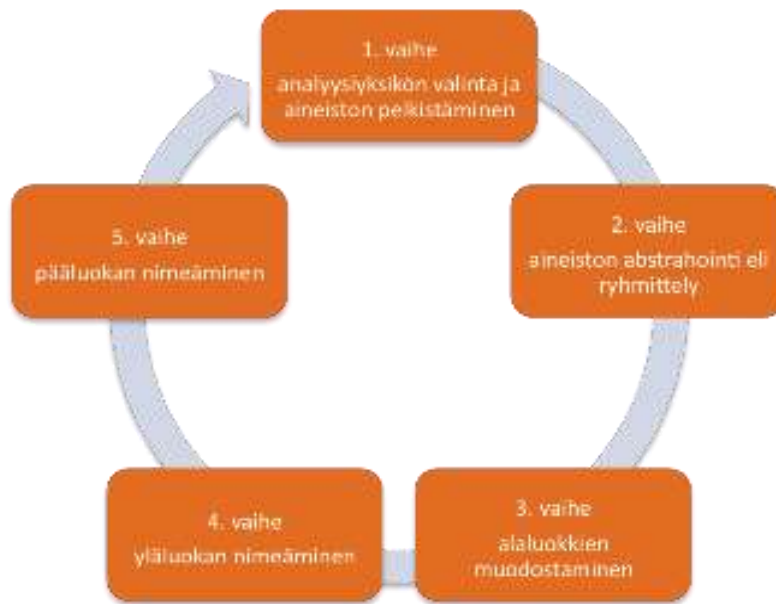 1. vaihe
analyysiyksikön valinta ja
aineiston pelkistäminen
2. vaihe
aineiston abstrahointi eli
ryhmittely
3. vaihe
alaluokkien
muodostaminen
4. vaihe
yläluokan nimeäminen
5. vaihe
pääluokan nimeäminen